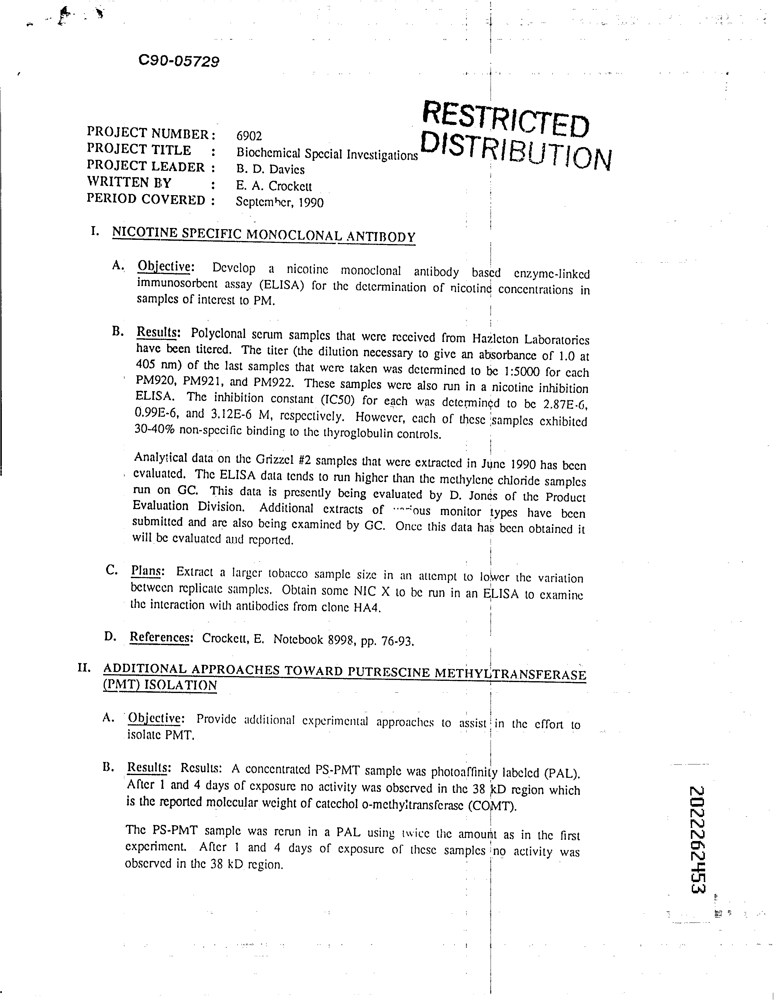 C90-05729
RESTRICTED
DISTRIBUTION
PROJECT NUMBER: 6902
PROJECT TITLE : Biochemical Special Investigations
PROJECT LEADER : B. D. Davies
WRITTEN BY : E. A. Crockett
PERIOD COVERED : September, 1990
I. NICOTINE SPECIFIC MONOCLONAL ANTIBODY
A. Objective: Develop a nicotine monoclonal antibody based enzyme-linked
immunosorbent assay (ELISA) for the determination of nicotine concentrations in
samples of interest to PM.
B. Results: Polyclonal serum samples that were received from Hazleton Laboratories
have been titered. The titer (the dilution necessary to give an absorbance of 1.0 at
405 nm) of the last samples that were taken was determined to be 1:5000 for each
PM920, PM921, and PM922. These samples were also run in a nicotine inhibition
ELISA. The inhibition constant (IC50) for each was determined to be 2.87E-6,
0.99E-6, and 3.12E-6 M, respectively. However, each of these samples exhibited
30-40% non-specific binding to the thyroglobulin controls.
Analytical data on the Grizzel #2 samples that were extracted in June 1990 has been
evaluated. The ELISA data tends to run higher than the methylene chloride samples
run on GC. This data is presently being evaluated by D. Jones of the Product
Evaluation Division. Additional extracts of monitor types have been
submitted and are also being examined by GC. Once this data has been obtained it
will be evaluated and reported.
C. Plans: Extract a larger tobacco sample size in an attempt to lower the variation
between replicate samples. Obtain some NIC X to be run in an ELISA to examine
the interaction with antibodies from clone HA4.
D. References: Crockett, E. Notebook 8998, pp. 76-93.
II. ADDITIONAL APPROACHES TOWARD PUTRESCINE METHYLTRANSFERASE
(PMT) ISOLATION
A. Objective: Provide additional experimental approaches to assist in the effort to
isolate PMT.
B. Results: Results: A concentrated PS-PMT sample was photoaffinity labeled (PAL).
After 1 and 4 days of exposure no activity was observed in the 38 kD region which
is the reported molecular weight of catechol o-methyltransferase (COMT).
The PS-PMT sample was rerun in a PAL using twice the amount as in the first
experiment. After 1 and 4 days of exposure of these samples no activity was
observed in the 38 kD region.
2022262453